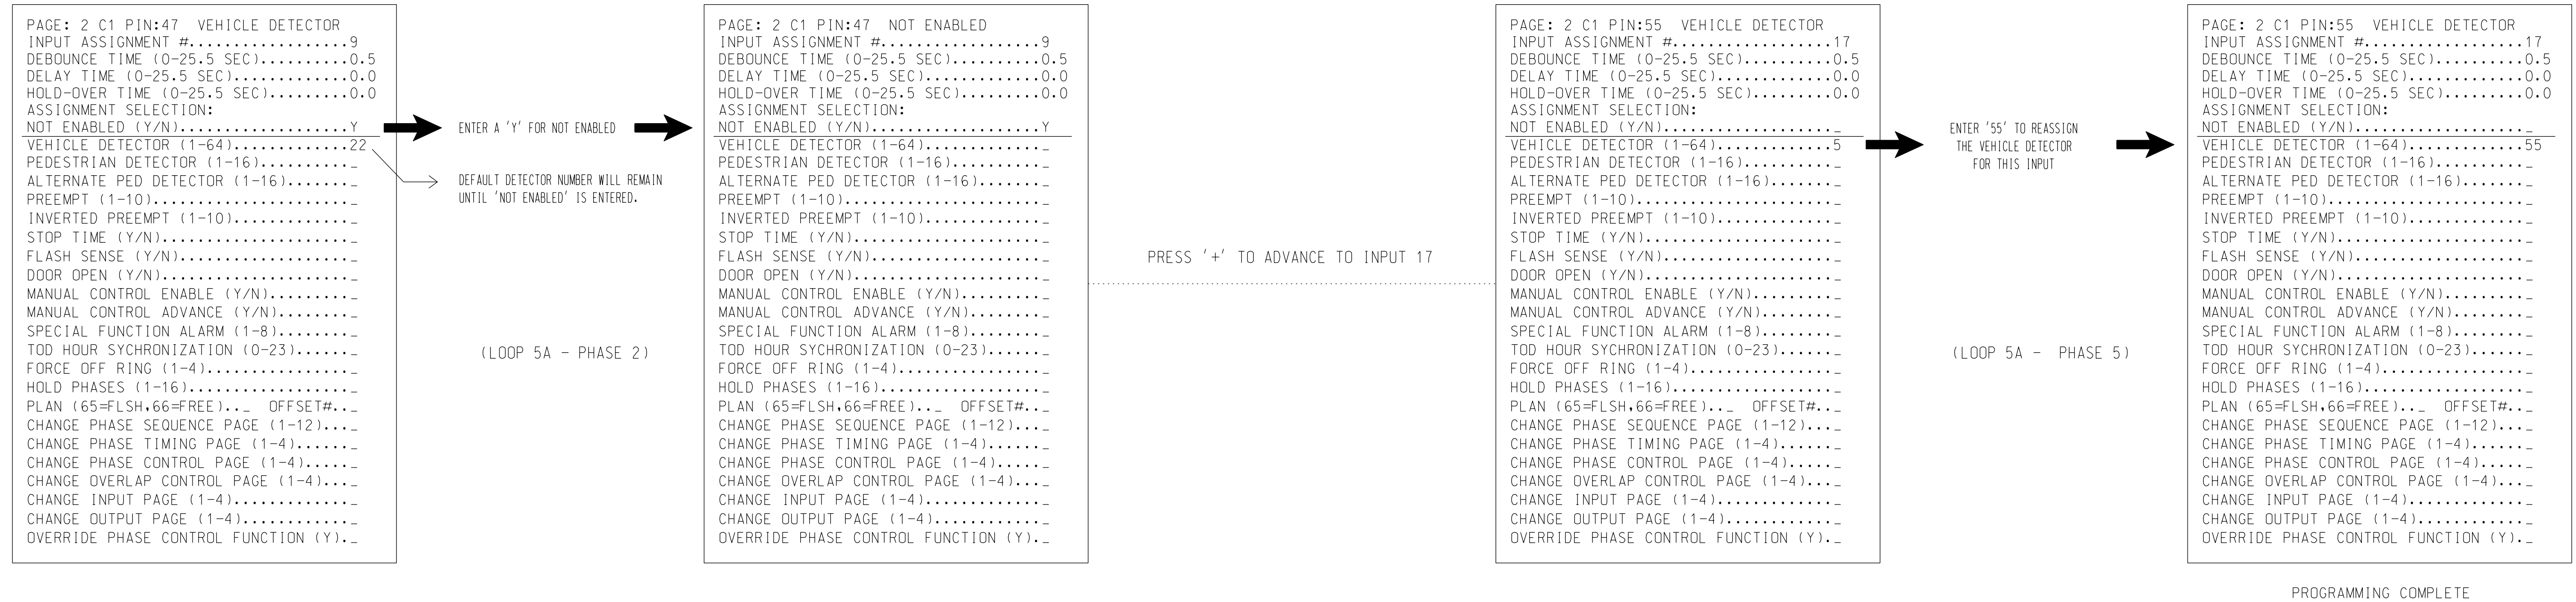 PAGE: 2 C1 PIN:47  VEHICLE DETECTOR
INPUT ASSIGNMENT #..................9
DEBOUNCE TIME (0-25.5 SEC)..........0.5
DELAY TIME (0-25.5 SEC).............0.0
HOLD-OVER TIME (0-25.5 SEC).........0.0
ASSIGNMENT SELECTION:
NOT ENABLED (Y/N)...................Y
VEHICLE DETECTOR (1-64).............22
PEDESTRIAN DETECTOR (1-16).........._
ALTERNATE PED DETECTOR (1-16)......._
PREEMPT (1-10)......................_
INVERTED PREEMPT (1-10)............._
STOP TIME (Y/N)....................._
FLASH SENSE (Y/N)..................._
DOOR OPEN (Y/N)....................._
MANUAL CONTROL ENABLE (Y/N)........._
MANUAL CONTROL ADVANCE (Y/N)........_
SPECIAL FUNCTION ALARM (1-8)........_
TOD HOUR SYCHRONIZATION (0-23)......_
FORCE OFF RING (1-4)................_
HOLD PHASES (1-16).................._
PLAN (65=FLSH,66=FREE).._  OFFSET#.._
CHANGE PHASE SEQUENCE PAGE (1-12)..._
CHANGE PHASE TIMING PAGE (1-4)......_
CHANGE PHASE CONTROL PAGE (1-4)....._
CHANGE OVERLAP CONTROL PAGE (1-4)..._
CHANGE INPUT PAGE (1-4)............._
CHANGE OUTPUT PAGE (1-4)............_
OVERRIDE PHASE CONTROL FUNCTION (Y)._
ENTER A 'Y' FOR NOT ENABLED
DEFAULT DETECTOR NUMBER WILL REMAIN
UNTIL 'NOT ENABLED' IS ENTERED.
(LOOP 5A - PHASE 2)
PAGE: 2 C1 PIN:47  NOT ENABLED
INPUT ASSIGNMENT #..................9
DEBOUNCE TIME (0-25.5 SEC)..........0.5
DELAY TIME (0-25.5 SEC).............0.0
HOLD-OVER TIME (0-25.5 SEC).........0.0
ASSIGNMENT SELECTION:
NOT ENABLED (Y/N)...................Y
VEHICLE DETECTOR (1-64)............._
PEDESTRIAN DETECTOR (1-16).........._
ALTERNATE PED DETECTOR (1-16)......._
PREEMPT (1-10)......................_
INVERTED PREEMPT (1-10)............._
STOP TIME (Y/N)....................._
FLASH SENSE (Y/N)..................._
DOOR OPEN (Y/N)....................._
MANUAL CONTROL ENABLE (Y/N)........._
MANUAL CONTROL ADVANCE (Y/N)........_
SPECIAL FUNCTION ALARM (1-8)........_
TOD HOUR SYCHRONIZATION (0-23)......_
FORCE OFF RING (1-4)................_
HOLD PHASES (1-16).................._
PLAN (65=FLSH,66=FREE).._  OFFSET#.._
CHANGE PHASE SEQUENCE PAGE (1-12)..._
CHANGE PHASE TIMING PAGE (1-4)......_
CHANGE PHASE CONTROL PAGE (1-4)....._
CHANGE OVERLAP CONTROL PAGE (1-4)..._
CHANGE INPUT PAGE (1-4)............._
CHANGE OUTPUT PAGE (1-4)............_
OVERRIDE PHASE CONTROL FUNCTION (Y)._
PRESS '+' TO ADVANCE TO INPUT 17
PAGE: 2 C1 PIN:55  VEHICLE DETECTOR
INPUT ASSIGNMENT #..................17
DEBOUNCE TIME (0-25.5 SEC)..........0.5
DELAY TIME (0-25.5 SEC).............0.0
HOLD-OVER TIME (0-25.5 SEC).........0.0
ASSIGNMENT SELECTION:
NOT ENABLED (Y/N)..................._
VEHICLE DETECTOR (1-64).............5
PEDESTRIAN DETECTOR (1-16).........._
ALTERNATE PED DETECTOR (1-16)......._
PREEMPT (1-10)......................_
INVERTED PREEMPT (1-10)............._
STOP TIME (Y/N)....................._
FLASH SENSE (Y/N)..................._
DOOR OPEN (Y/N)....................._
MANUAL CONTROL ENABLE (Y/N)........._
MANUAL CONTROL ADVANCE (Y/N)........_
SPECIAL FUNCTION ALARM (1-8)........_
TOD HOUR SYCHRONIZATION (0-23)......_
FORCE OFF RING (1-4)................_
HOLD PHASES (1-16).................._
PLAN (65=FLSH,66=FREE).._  OFFSET#.._
CHANGE PHASE SEQUENCE PAGE (1-12)..._
CHANGE PHASE TIMING PAGE (1-4)......_
CHANGE PHASE CONTROL PAGE (1-4)....._
CHANGE OVERLAP CONTROL PAGE (1-4)..._
CHANGE INPUT PAGE (1-4)............._
CHANGE OUTPUT PAGE (1-4)............_
OVERRIDE PHASE CONTROL FUNCTION (Y)._
ENTER '55' TO REASSIGN
THE VEHICLE DETECTOR
FOR THIS INPUT
(LOOP 5A -  PHASE 5)
PAGE: 2 C1 PIN:55  VEHICLE DETECTOR
INPUT ASSIGNMENT #..................17
DEBOUNCE TIME (0-25.5 SEC)..........0.5
DELAY TIME (0-25.5 SEC).............0.0
HOLD-OVER TIME (0-25.5 SEC).........0.0
ASSIGNMENT SELECTION:
NOT ENABLED (Y/N)..................._
VEHICLE DETECTOR (1-64).............55
PEDESTRIAN DETECTOR (1-16).........._
ALTERNATE PED DETECTOR (1-16)......._
PREEMPT (1-10)......................_
INVERTED PREEMPT (1-10)............._
STOP TIME (Y/N)....................._
FLASH SENSE (Y/N)..................._
DOOR OPEN (Y/N)....................._
MANUAL CONTROL ENABLE (Y/N)........._
MANUAL CONTROL ADVANCE (Y/N)........_
SPECIAL FUNCTION ALARM (1-8)........_
TOD HOUR SYCHRONIZATION (0-23)......_
FORCE OFF RING (1-4)................_
HOLD PHASES (1-16).................._
PLAN (65=FLSH,66=FREE).._  OFFSET#.._
CHANGE PHASE SEQUENCE PAGE (1-12)..._
CHANGE PHASE TIMING PAGE (1-4)......_
CHANGE PHASE CONTROL PAGE (1-4)....._
CHANGE OVERLAP CONTROL PAGE (1-4)..._
CHANGE INPUT PAGE (1-4)............._
CHANGE OUTPUT PAGE (1-4)............_
OVERRIDE PHASE CONTROL FUNCTION (Y)._
PROGRAMMING COMPLETE